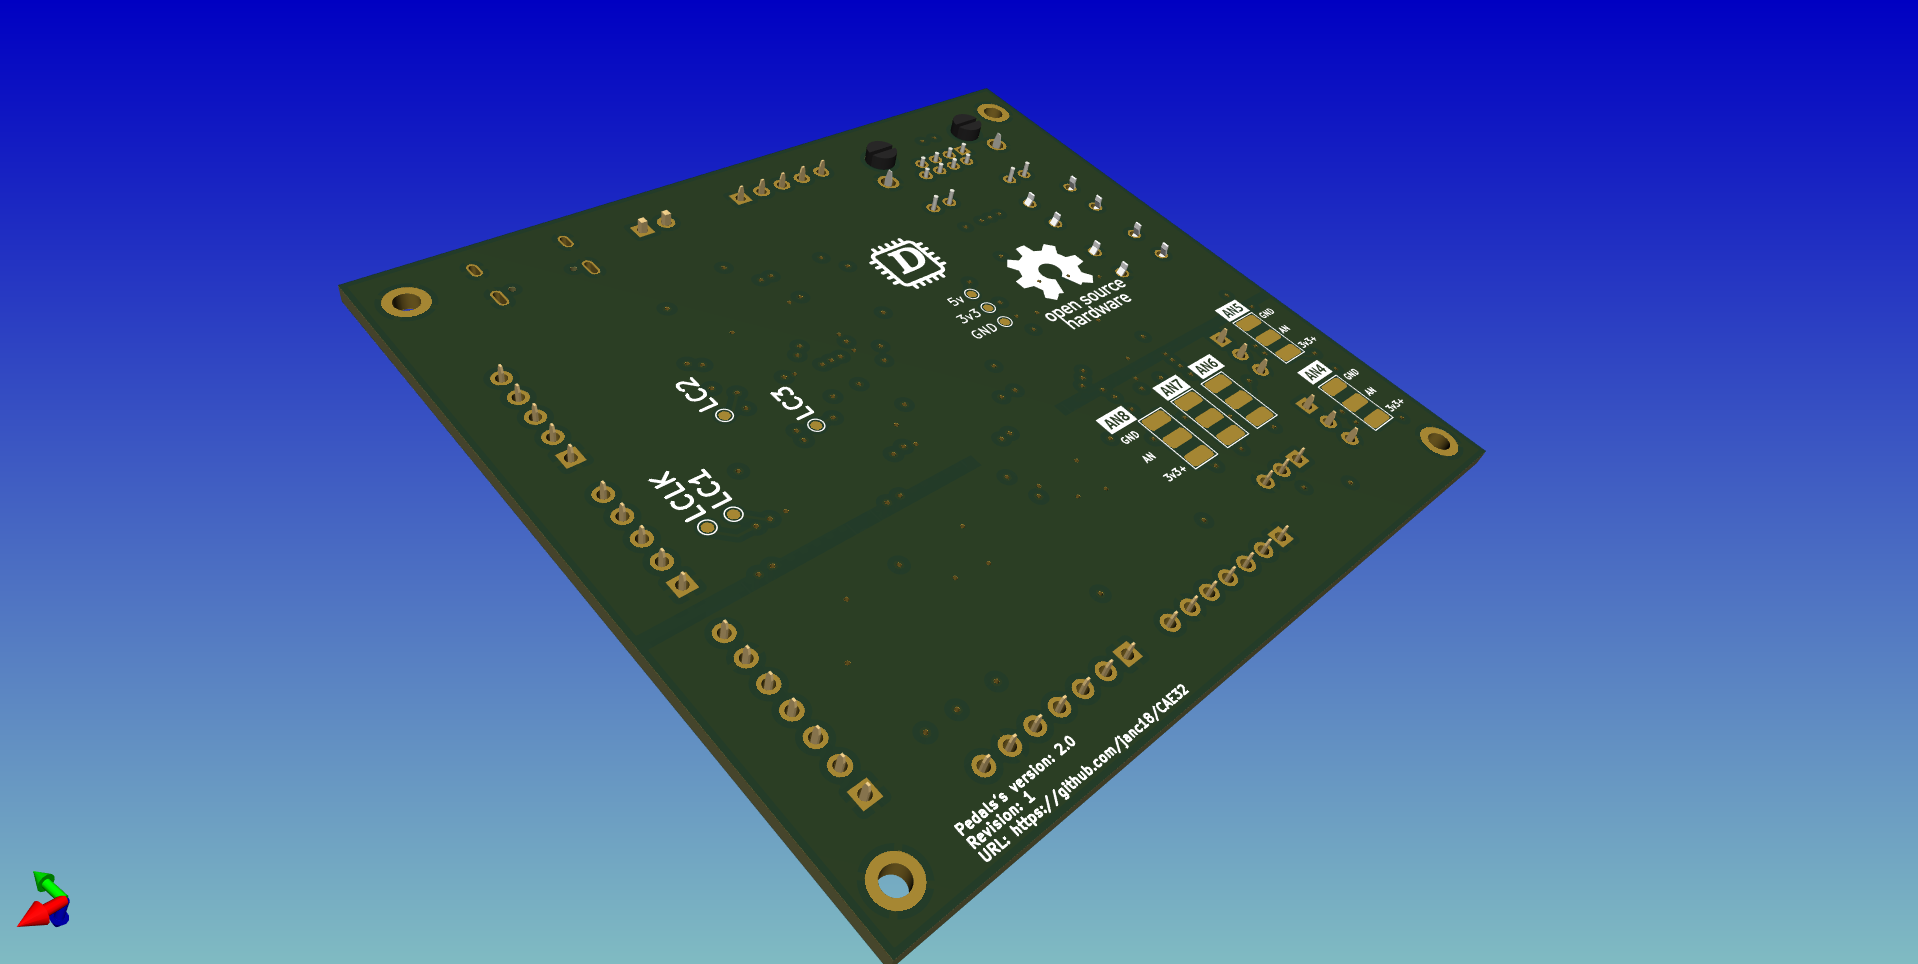 D
open source
hardware
5v
3v3
GND
AN5
GND
AN
3v3+
AN6
AN7
AN8
GND
AN
3v3+
AN4
GND
AN
3v3+
LC2
LC3
LC1
LCLK
Pedals's version: 2.0
Revision: 1
URL: https://github.com/janc18/CAE32